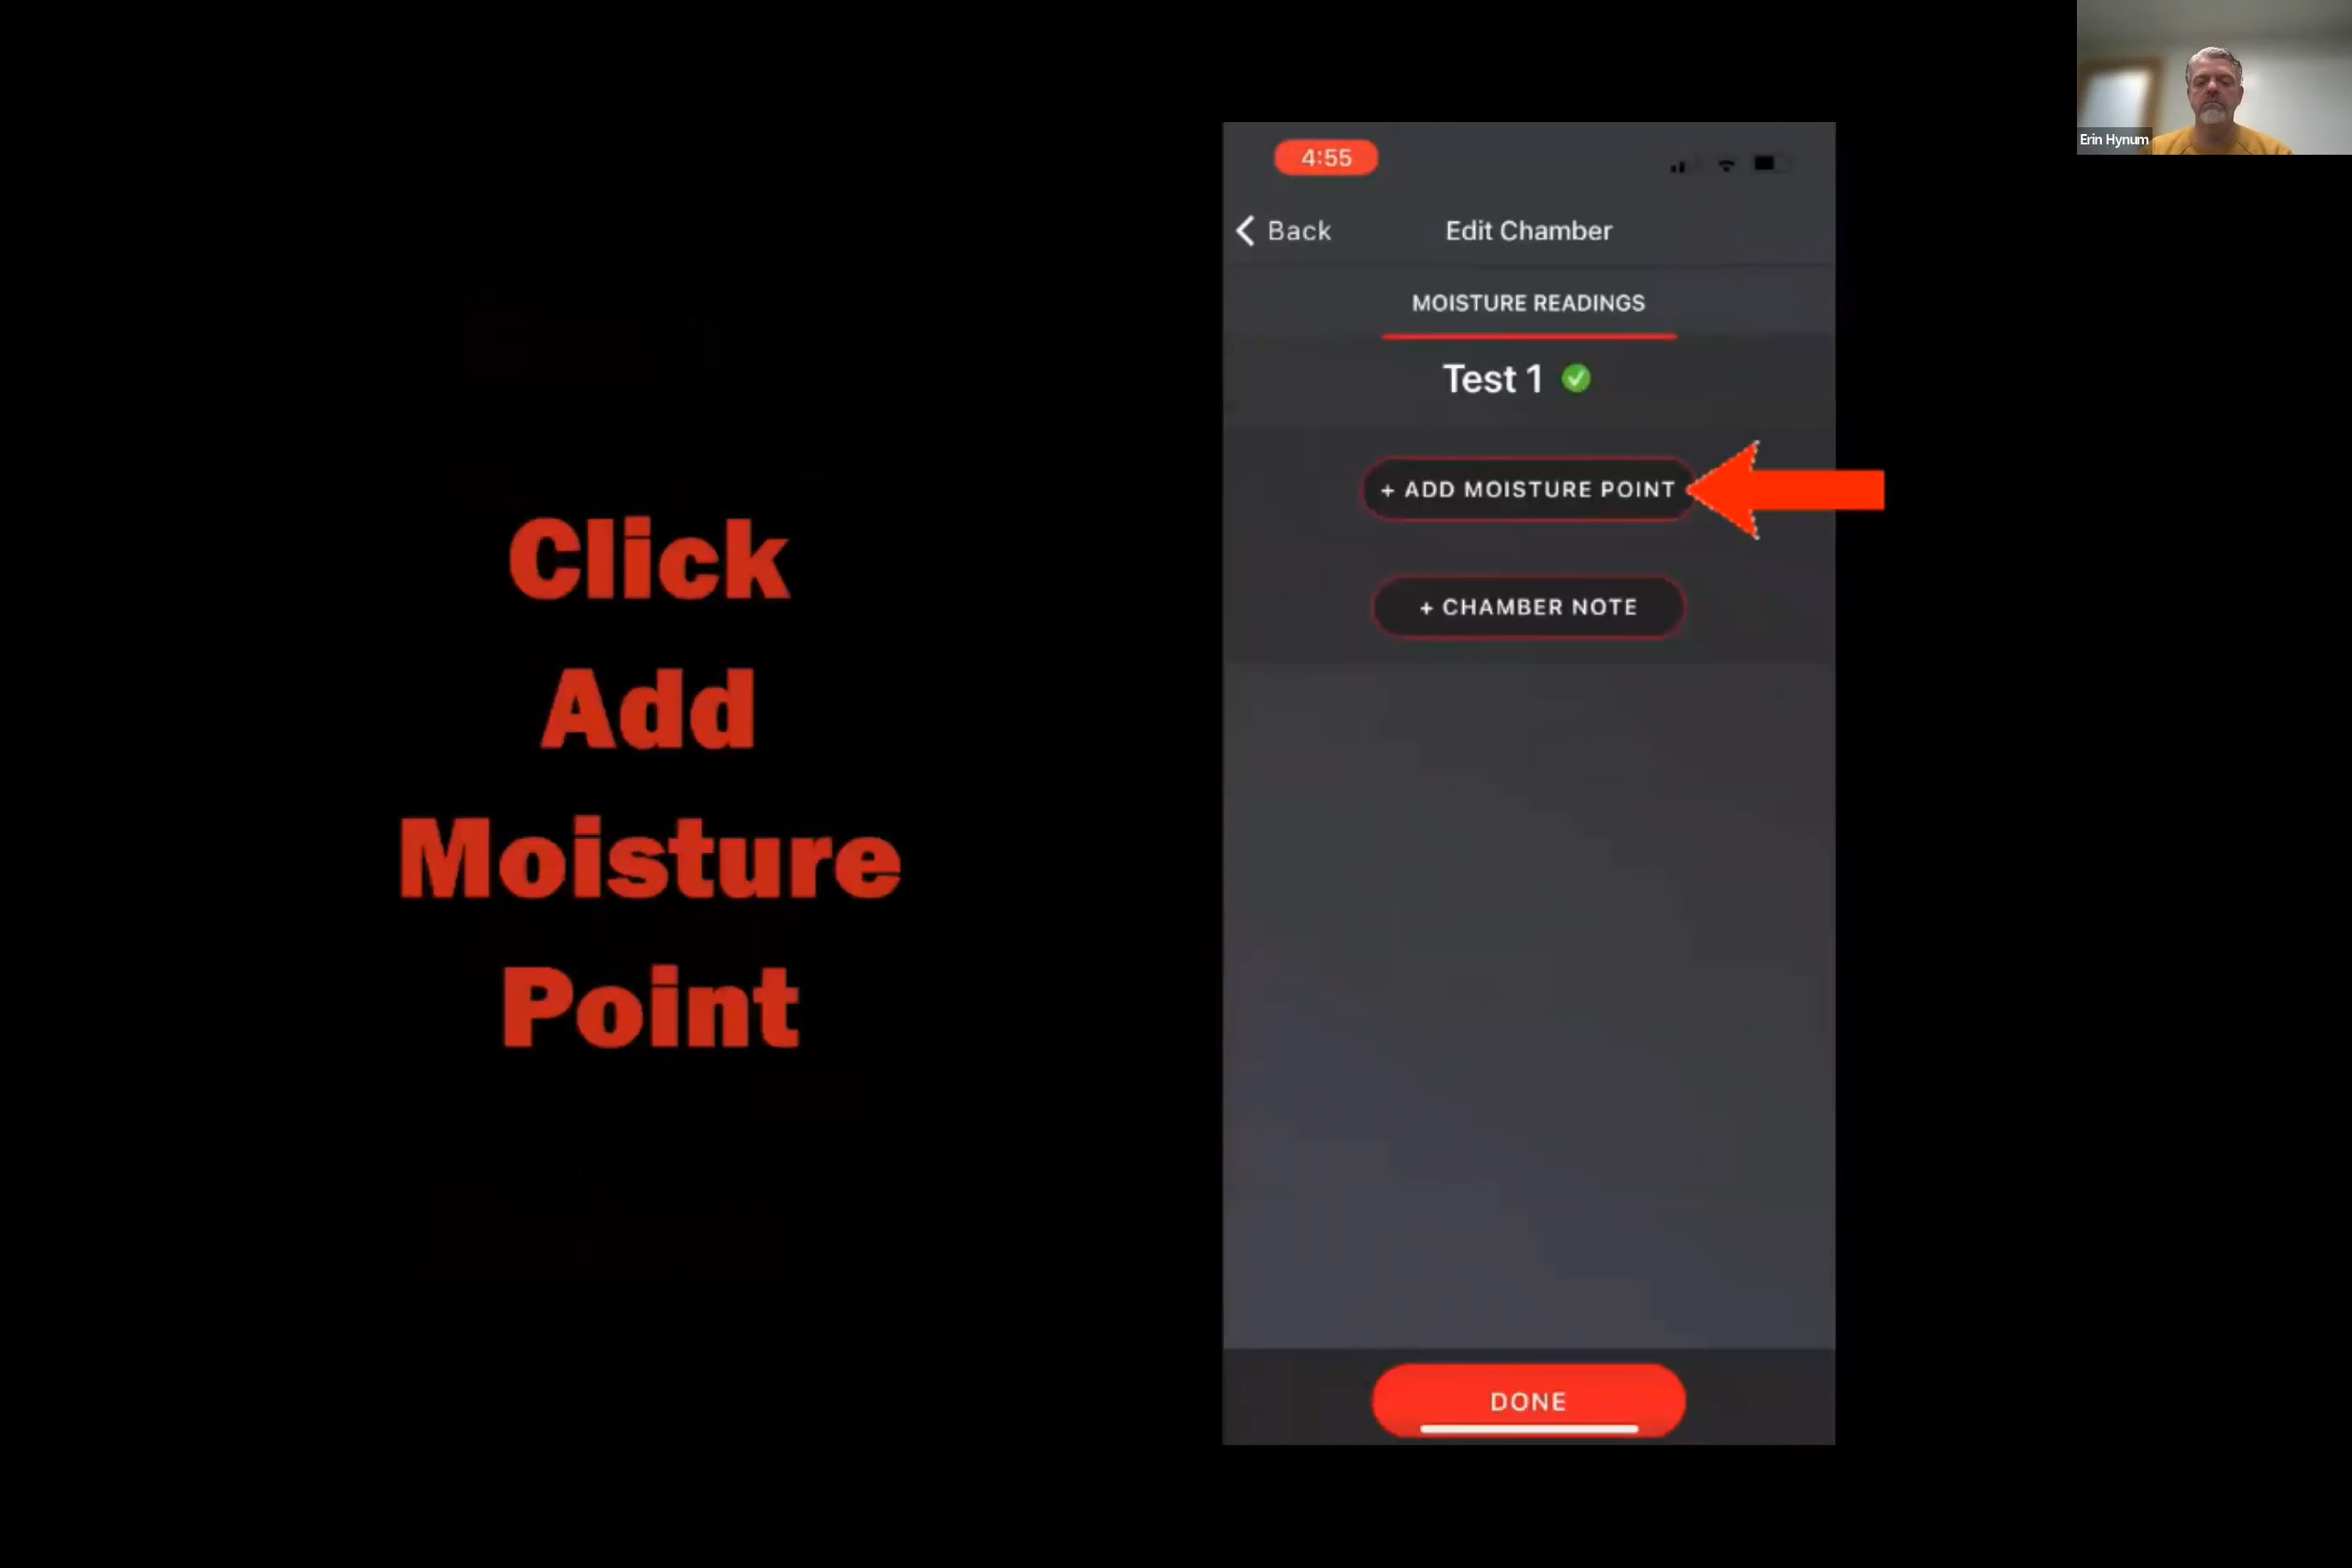 Click
Add
Moisture
Point
4:55
Back
Edit Chamber
MOISTURE READINGS
Test 1
+ ADD MOISTURE POINT
+ CHAMBER NOTE
DONE
Erin Hynum